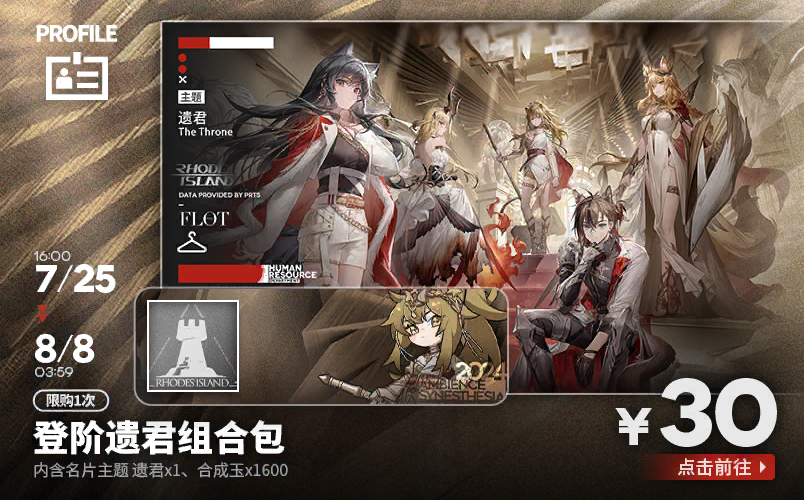 PROFILE
主题
遗君
The Throne
RHODES
ISLAND
DATA PROVIDED BY PRTS
FLOT
HUMAN
RESOURCE
DEPARTMENT
16:00
7/25
8/8
03:59
RHODES ISLAND
2024
AMBIENCE
SYNESTHESIA
限购1次
登阶遗君组合包
内含名片主题 遗君x1、合成玉x1600
¥30
点击前往